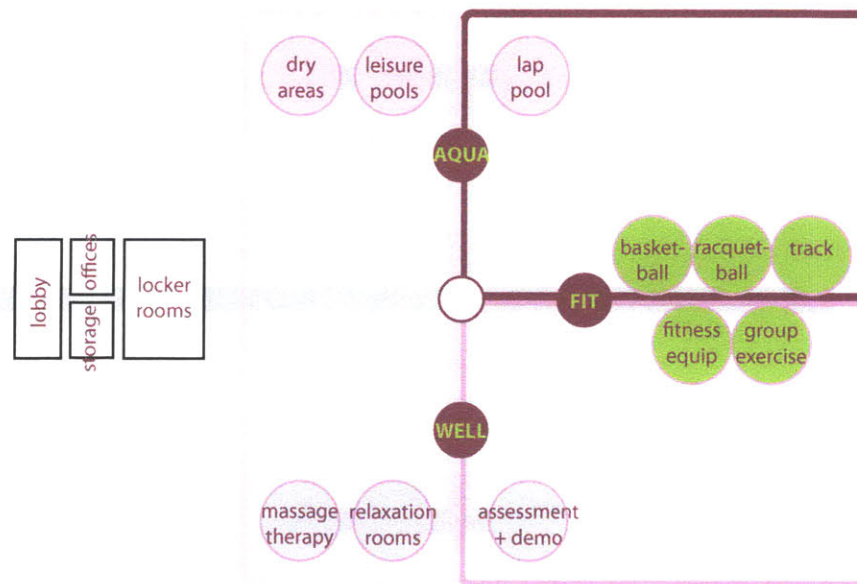 dry
areas
leisure
pools
lap
pool
AQUA
lobby
offices
storage
locker
rooms
basket-
ball
racquet-
ball
track
FIT
fitness
equip
group
exercise
WELL
massage
therapy
relaxation
rooms
assessment
+ demo